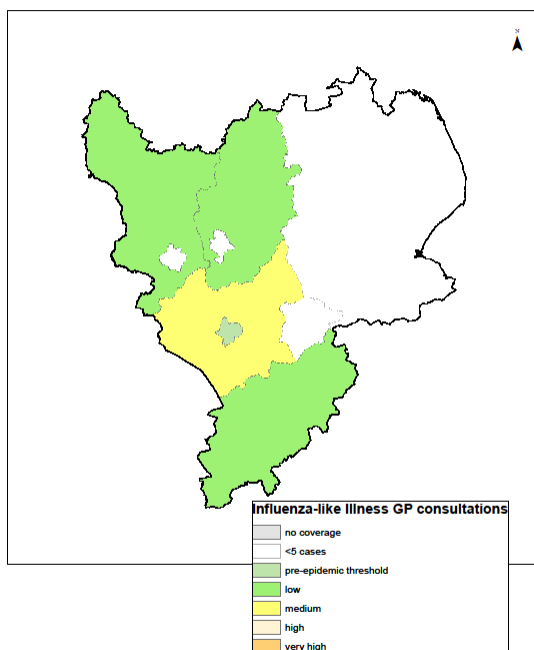 N
Influenza-like Illness GP consultations
no coverage
<5 cases
pre-epidemic threshold
low
medium
high
very high